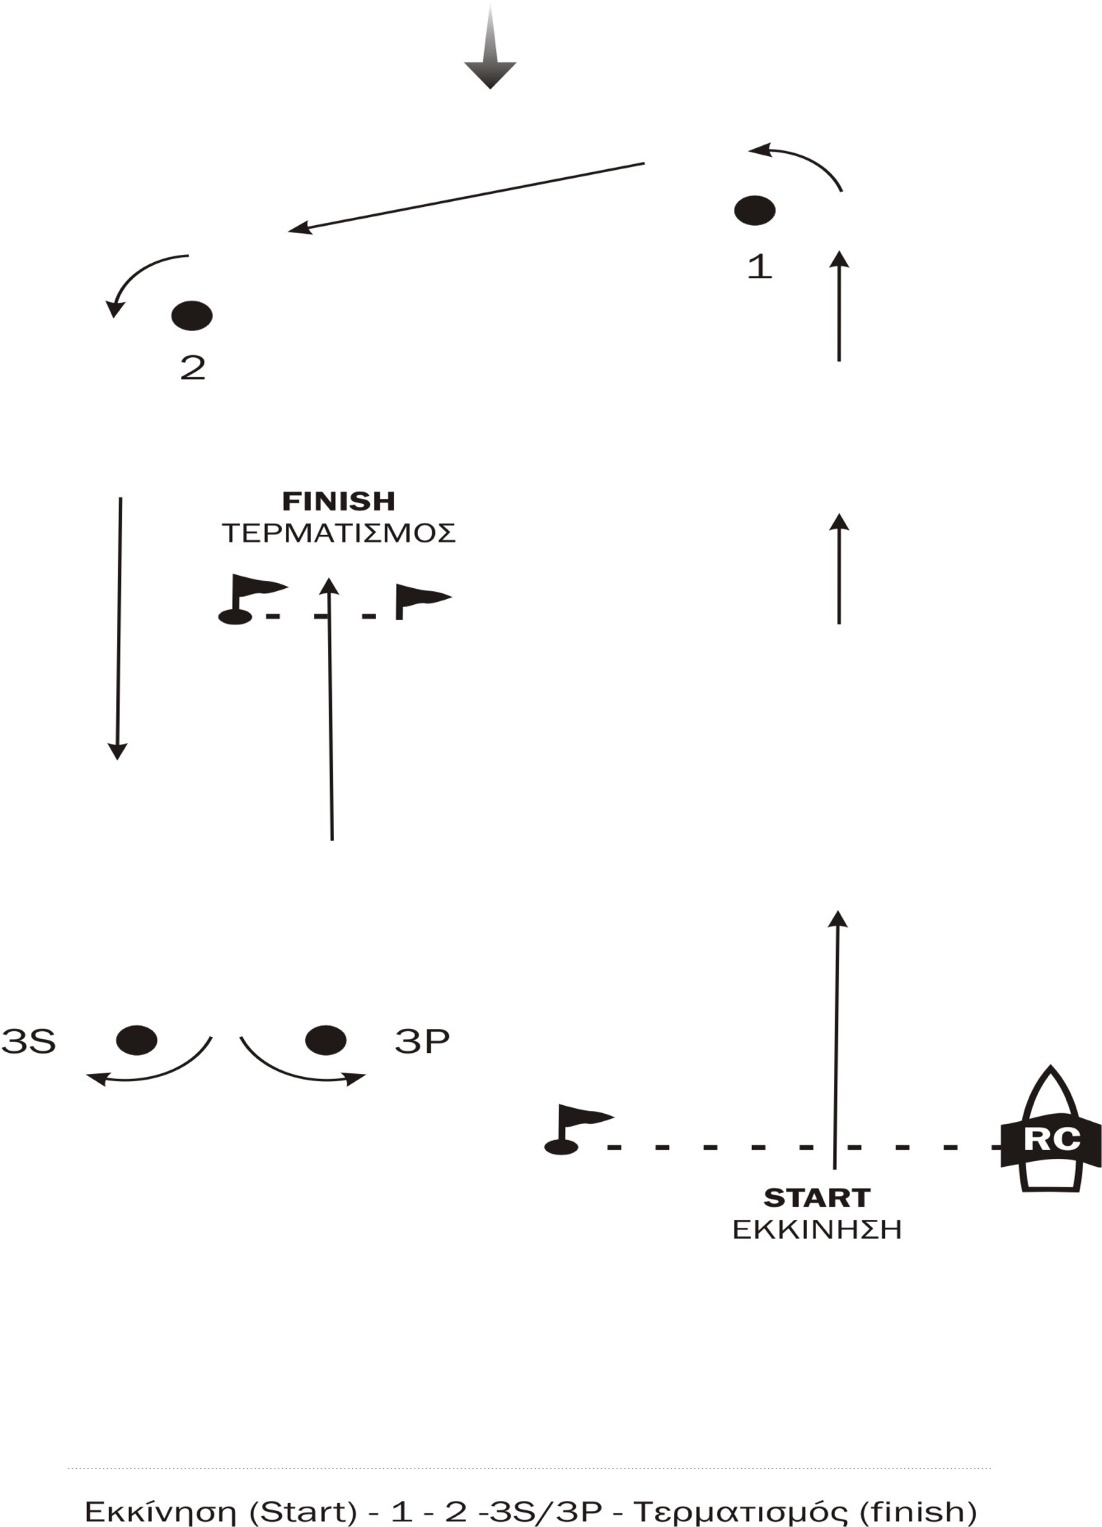 1
2
FINISH
ΤΕΡΜΑΤΙΣΜΟΣ
3S
3P
RC
START
ΕΚΚΙΝΗΣΗ
Εκκίνηση (Start) - 1 - 2 -3S/3P - Τερματισμός (finish)